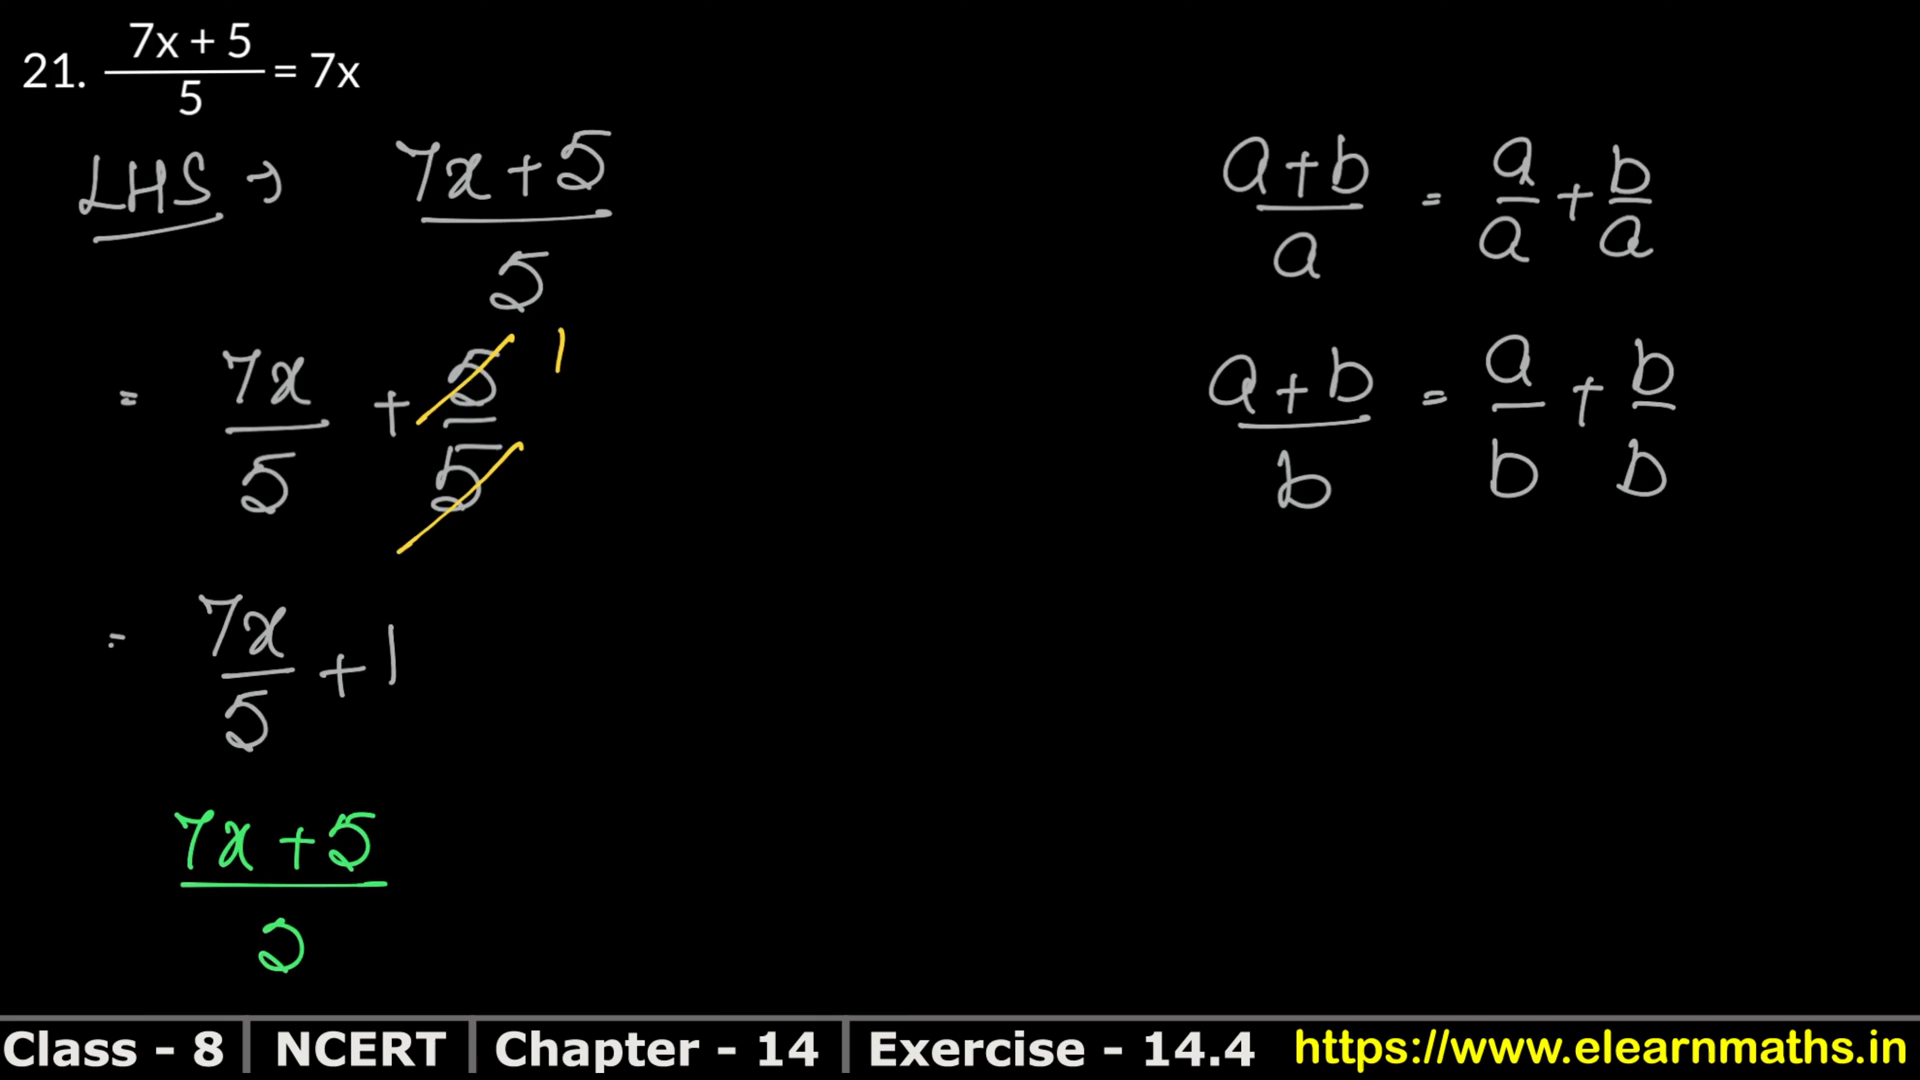 21. (7x + 5)/5 = 7x
LHS → (7x + 5)/5
= 7x/5 + 5/5 1
= 7x/5 + 1
(7x + 5)/2
(a + b)/a = a/a + b/a
(a + b)/b = a/b + b/b
Class - 8 | NCERT | Chapter - 14 | Exercise - 14.4 https://www.elearnmaths.in